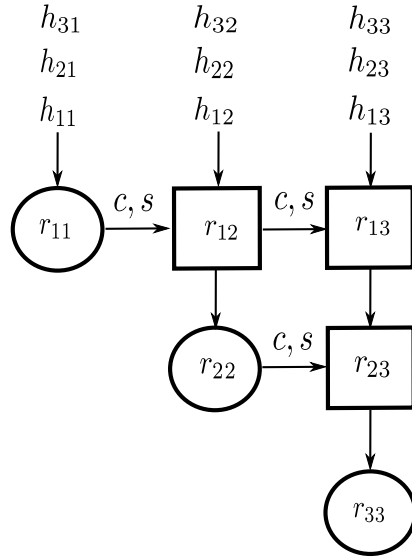 h₃₁ h₃₂ h₃₃
h₂₁ h₂₂ h₂₃
h₁₁ h₁₂ h₁₃
c, s c, s
r₁₁ r₁₂ r₁₃
c, s
r₂₂ r₂₃
r₃₃